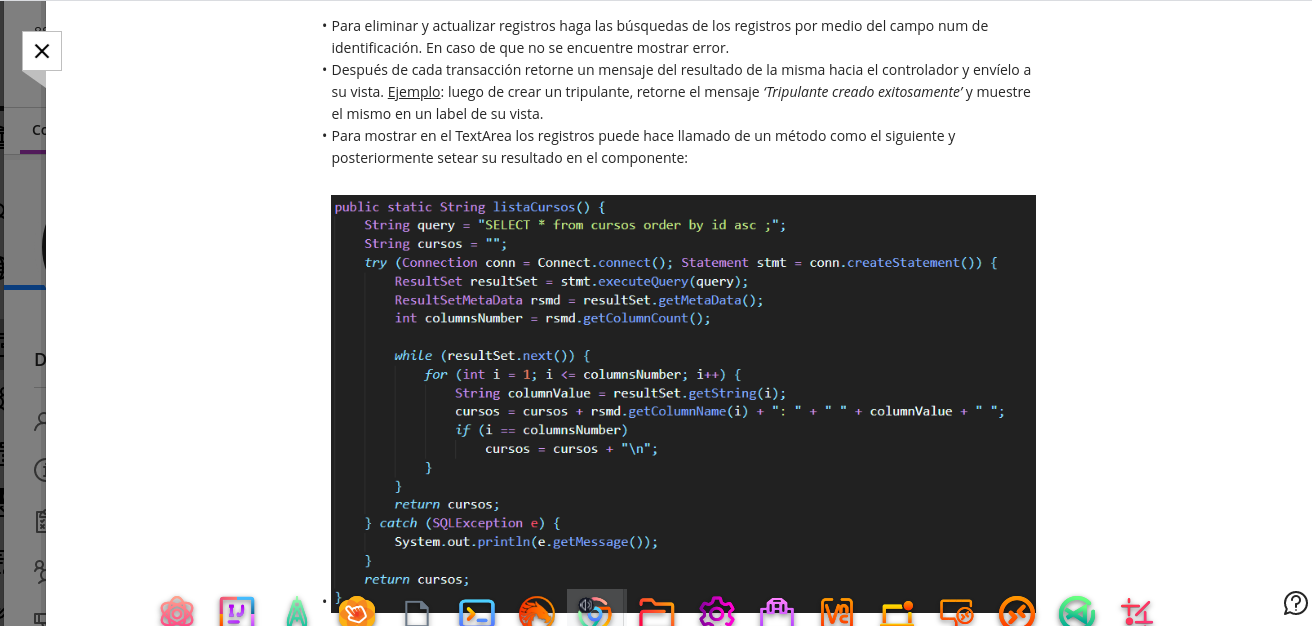 • Para eliminar y actualizar registros haga las búsquedas de los registros por medio del campo num de
identificación. En caso de que no se encuentre mostrar error.
• Después de cada transacción retorne un mensaje del resultado de la misma hacia el controlador y envíelo a
su vista. Ejemplo: luego de crear un tripulante, retorne el mensaje ‘Tripulante creado exitosamente’ y muestre
el mismo en un label de su vista.
• Para mostrar en el TextArea los registros puede hace llamado de un método como el siguiente y
posteriormente setear su resultado en el componente:
Co
D
public static String listaCursos() {
    String query = "SELECT * from cursos order by id asc ;";
    String cursos = "";
    try (Connection conn = Connect.connect(); Statement stmt = conn.createStatement()) {
        ResultSet resultSet = stmt.executeQuery(query);
        ResultSetMetaData rsmd = resultSet.getMetaData();
        int columnsNumber = rsmd.getColumnCount();
        while (resultSet.next()) {
            for (int i = 1; i <= columnsNumber; i++) {
                String columnValue = resultSet.getString(i);
                cursos = cursos + rsmd.getColumnName(i) + ": " + " " + columnValue + " ";
                if (i == columnsNumber)
                    cursos = cursos + "\n";
            }
        }
        return cursos;
    } catch (SQLException e) {
        System.out.println(e.getMessage());
    }
    return cursos;
}